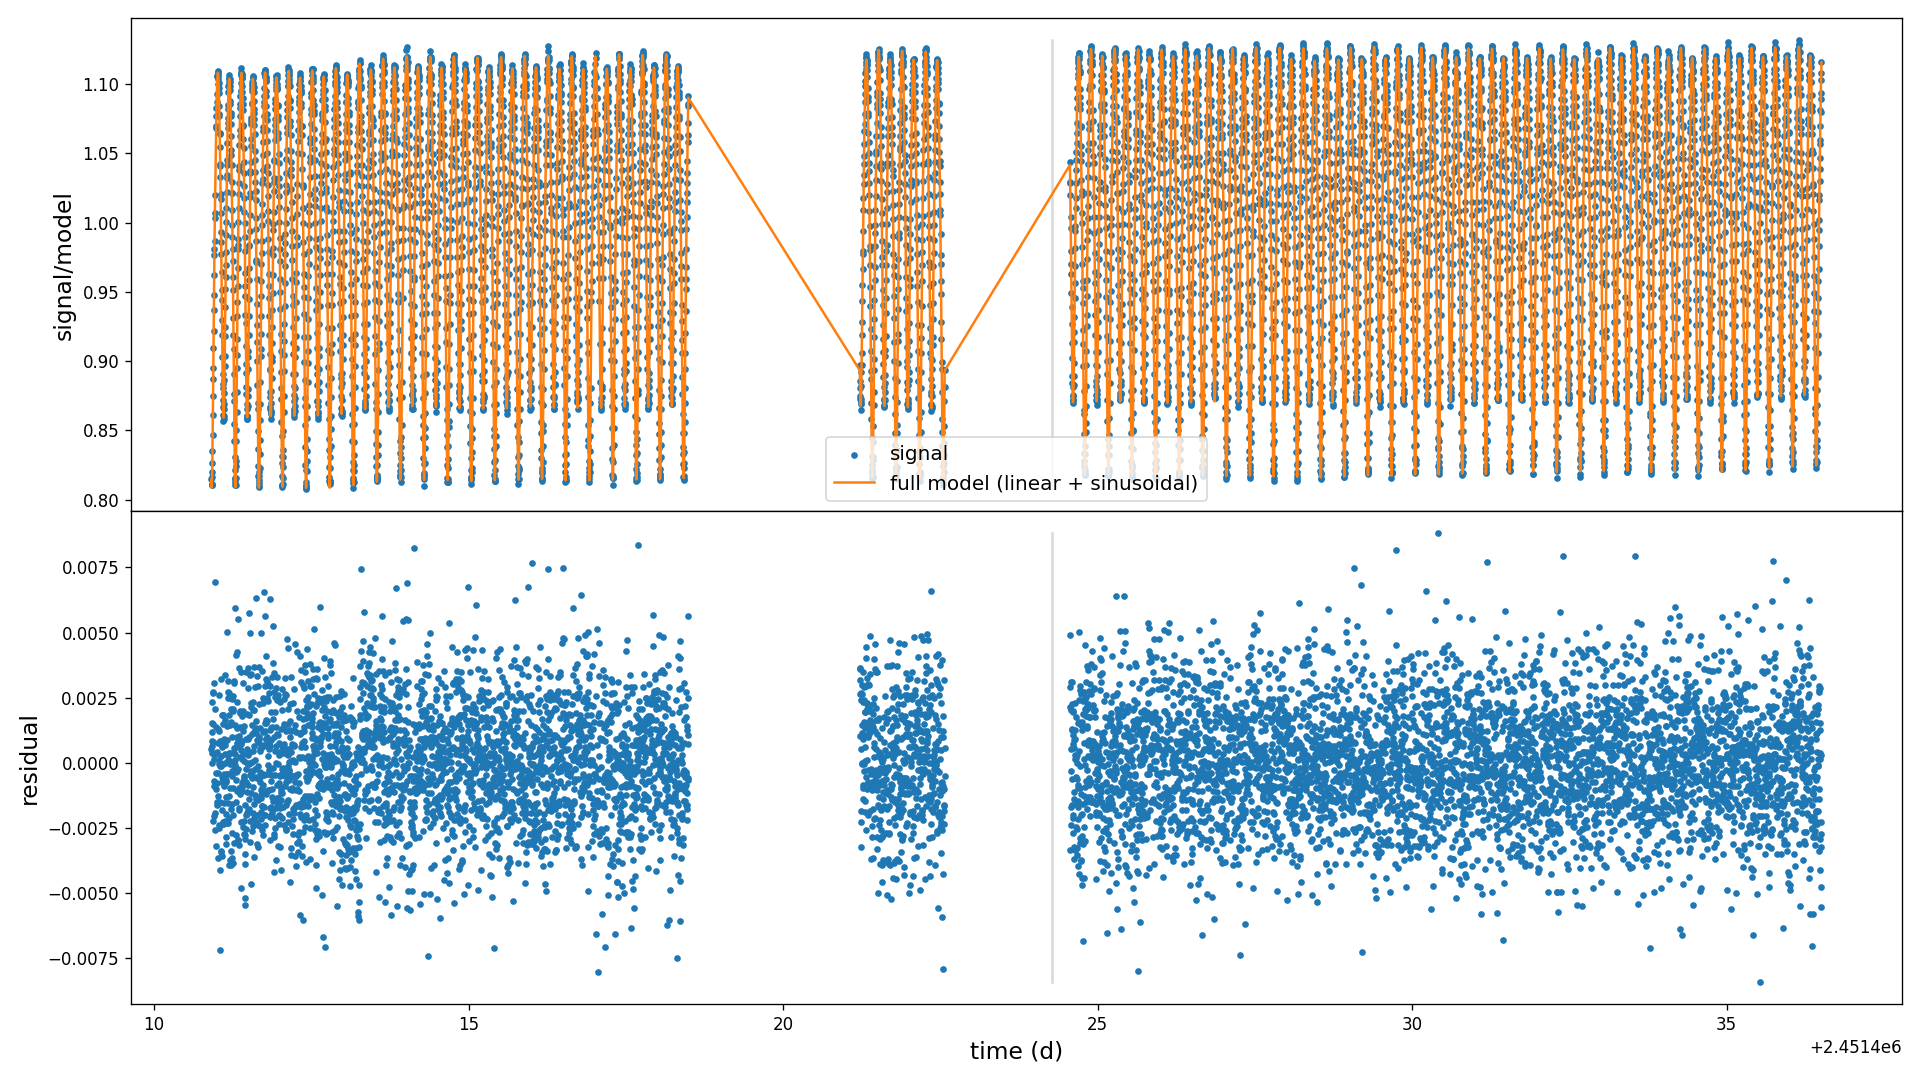 signal/model
1.10
1.05
1.00
0.95
0.90
0.85
0.80
signal
full model (linear + sinusoidal)
residual
0.0075
0.0050
0.0025
0.0000
−0.0025
−0.0050
−0.0075
10 15 20 25 30 35
time (d)
+2.4514e6